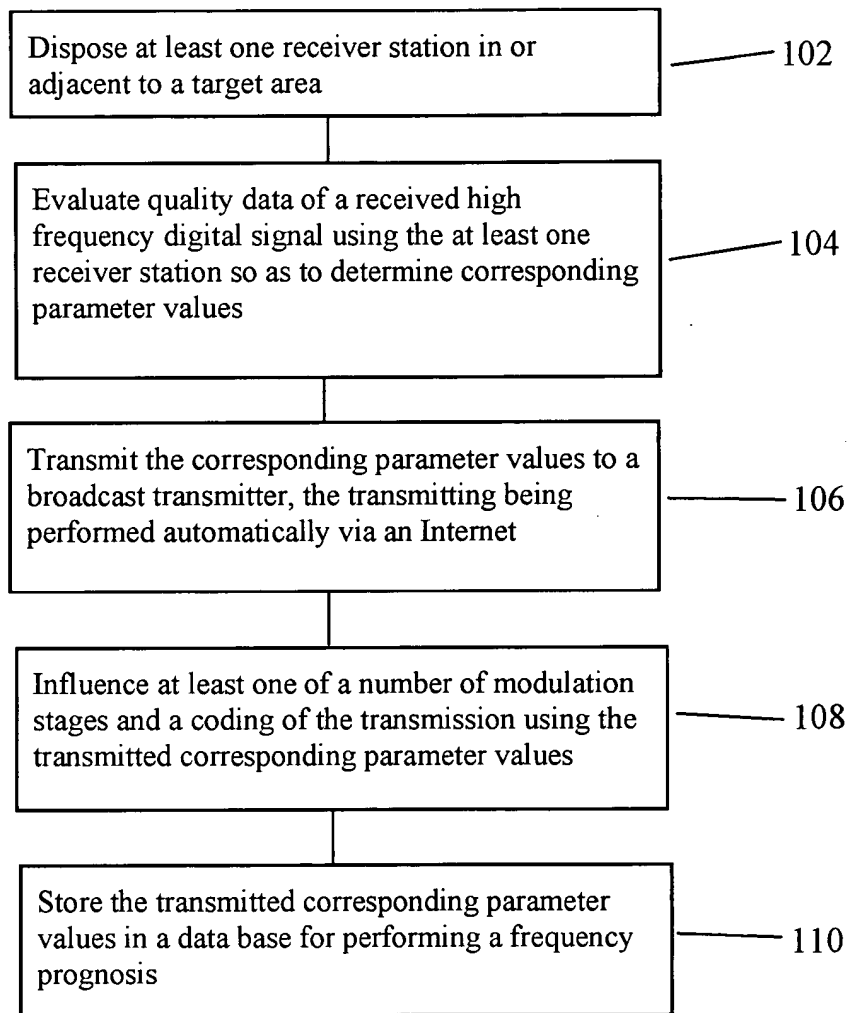 Dispose at least one receiver station in or
adjacent to a target area
102
Evaluate quality data of a received high
frequency digital signal using the at least one
receiver station so as to determine corresponding
parameter values
104
Transmit the corresponding parameter values to a
broadcast transmitter, the transmitting being
performed automatically via an Internet
106
Influence at least one of a number of modulation
stages and a coding of the transmission using the
transmitted corresponding parameter values
108
Store the transmitted corresponding parameter
values in a data base for performing a frequency
prognosis
110